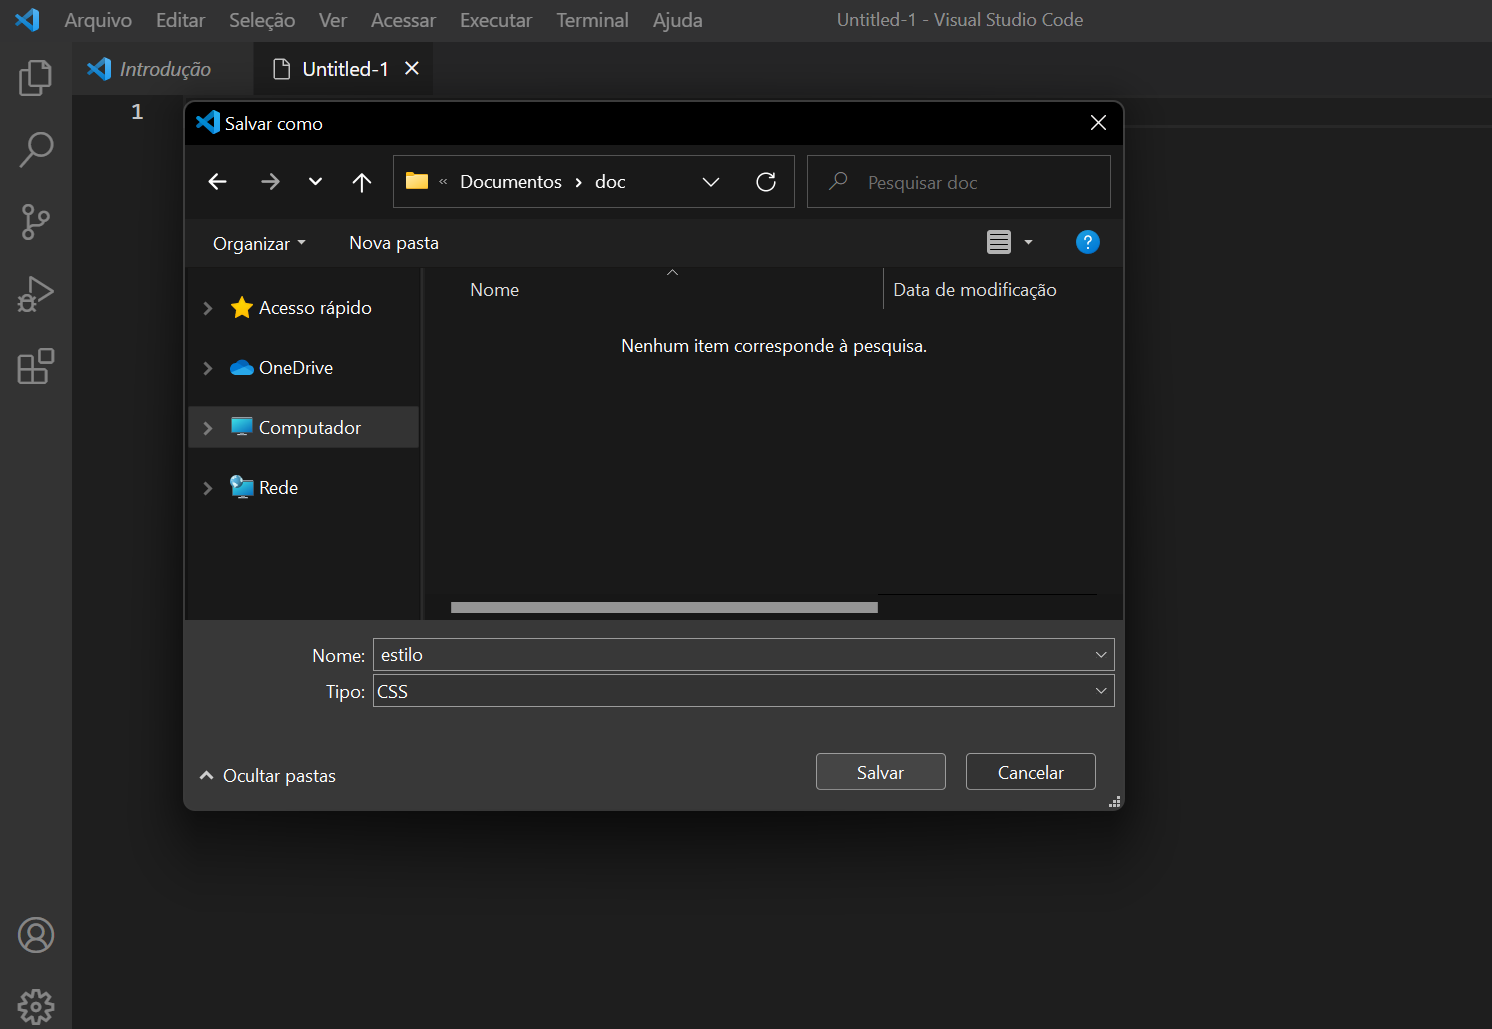 Arquivo Editar Seleção Ver Acessar Executar Terminal Ajuda Untitled-1 - Visual Studio Code
Introdução Untitled-1
1
Salvar como
« Documentos › doc Pesquisar doc
Organizar Nova pasta ?
Nome Data de modificação
Acesso rápido
Nenhum item corresponde à pesquisa.
OneDrive
Computador
Rede
Nome: estilo
Tipo: CSS
Ocultar pastas Salvar Cancelar